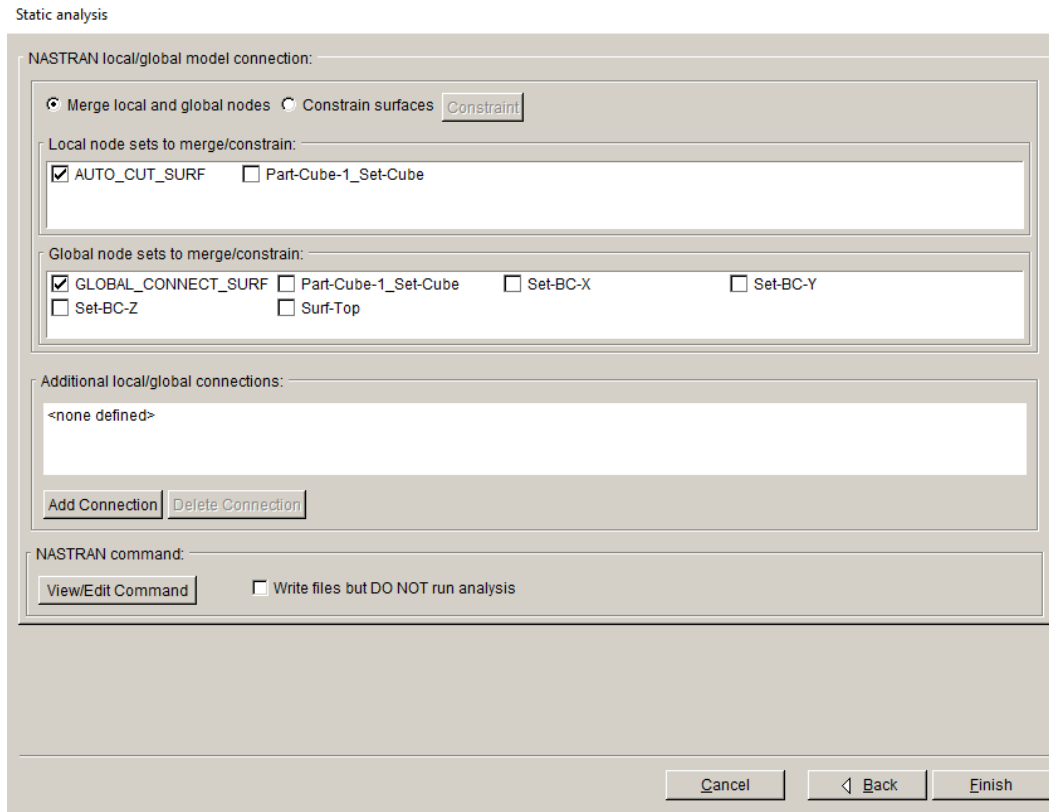 Static analysis
NASTRAN local/global model connection:
Merge local and global nodes Constrain surfaces Constraint
Local node sets to merge/constrain:
AUTO_CUT_SURF Part-Cube-1_Set-Cube
Global node sets to merge/constrain:
GLOBAL_CONNECT_SURF Part-Cube-1_Set-Cube Set-BC-X Set-BC-Y
Set-BC-Z Surf-Top
Additional local/global connections:
<none defined>
Add Connection Delete Connection
NASTRAN command:
View/Edit Command Write files but DO NOT run analysis
Cancel Back Finish